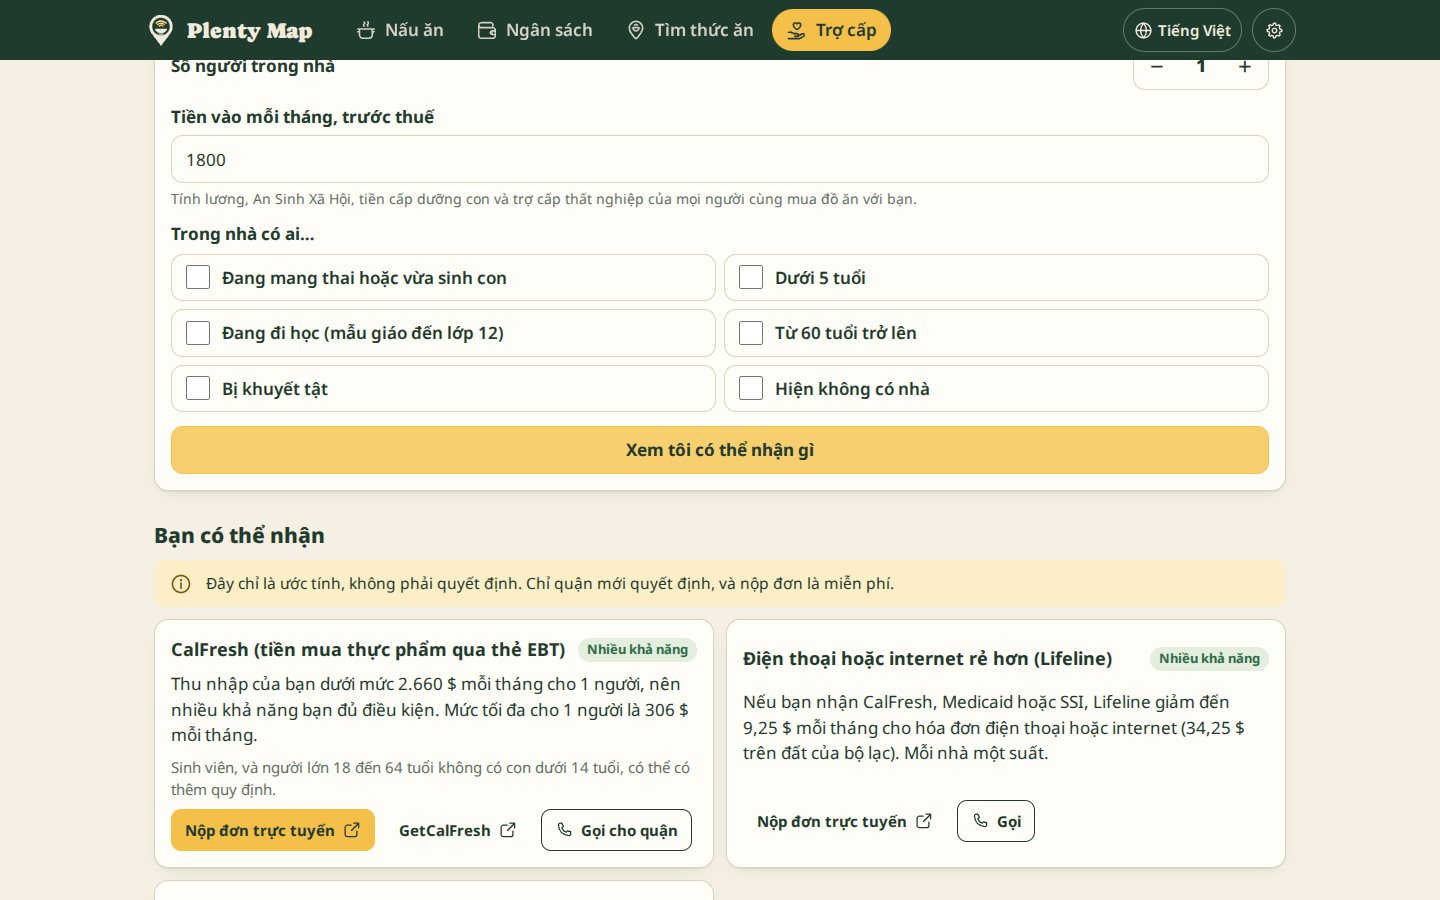 Plenty Map
Nấu ăn
Ngân sách
Tìm thức ăn
Trợ cấp
Tiếng Việt
Số người trong nhà
− 1 +
Tiền vào mỗi tháng, trước thuế
1800
Tính lương, An Sinh Xã Hội, tiền cấp dưỡng con và trợ cấp thất nghiệp của mọi người cùng mua đồ ăn với bạn.
Trong nhà có ai...
Đang mang thai hoặc vừa sinh con
Dưới 5 tuổi
Đang đi học (mẫu giáo đến lớp 12)
Từ 60 tuổi trở lên
Bị khuyết tật
Hiện không có nhà
Xem tôi có thể nhận gì
Bạn có thể nhận
Đây chỉ là ước tính, không phải quyết định. Chỉ quận mới quyết định, và nộp đơn là miễn phí.
CalFresh (tiền mua thực phẩm qua thẻ EBT)
Nhiều khả năng
Thu nhập của bạn dưới mức 2.660 $ mỗi tháng cho 1 người, nên
nhiều khả năng bạn đủ điều kiện. Mức tối đa cho 1 người là 306 $
mỗi tháng.
Sinh viên, và người lớn 18 đến 64 tuổi không có con dưới 14 tuổi, có thể có
thêm quy định.
Nộp đơn trực tuyến
GetCalFresh
Gọi cho quận
Điện thoại hoặc internet rẻ hơn (Lifeline)
Nhiều khả năng
Nếu bạn nhận CalFresh, Medicaid hoặc SSI, Lifeline giảm đến
9,25 $ mỗi tháng cho hóa đơn điện thoại hoặc internet (34,25 $
trên đất của bộ lạc). Mỗi nhà một suất.
Nộp đơn trực tuyến
Gọi